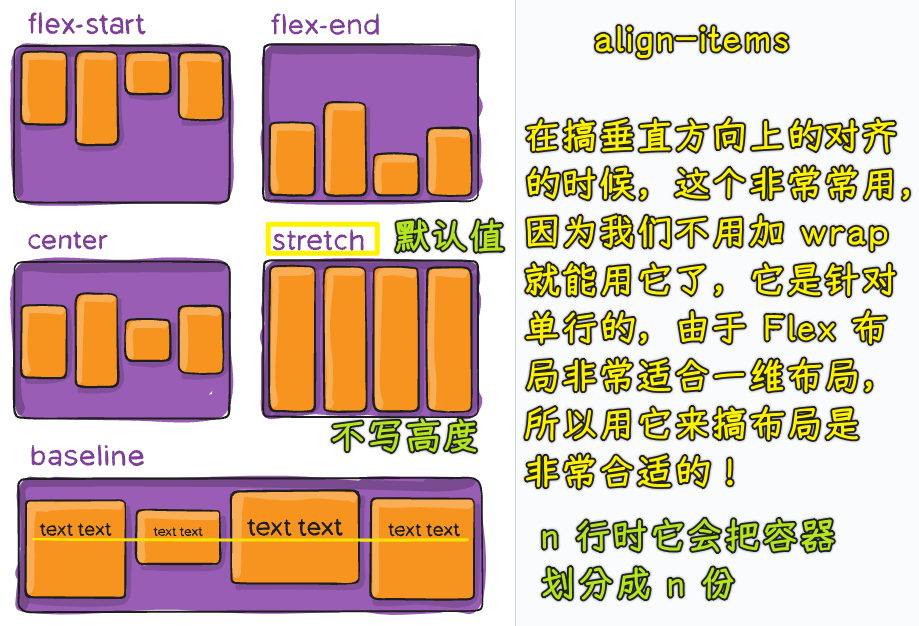 flex-start
flex-end
center
stretch 默认值
不写高度
baseline
text text
text text
text text
text text
align-items
在搞垂直方向上的对齐
的时候，这个非常常用，
因为我们不用加 wrap
就能用它了，它是针对
单行的，由于 Flex 布
局非常适合一维布局，
所以用它来搞布局是
非常合适的！
n 行时它会把容器
划分成 n 份